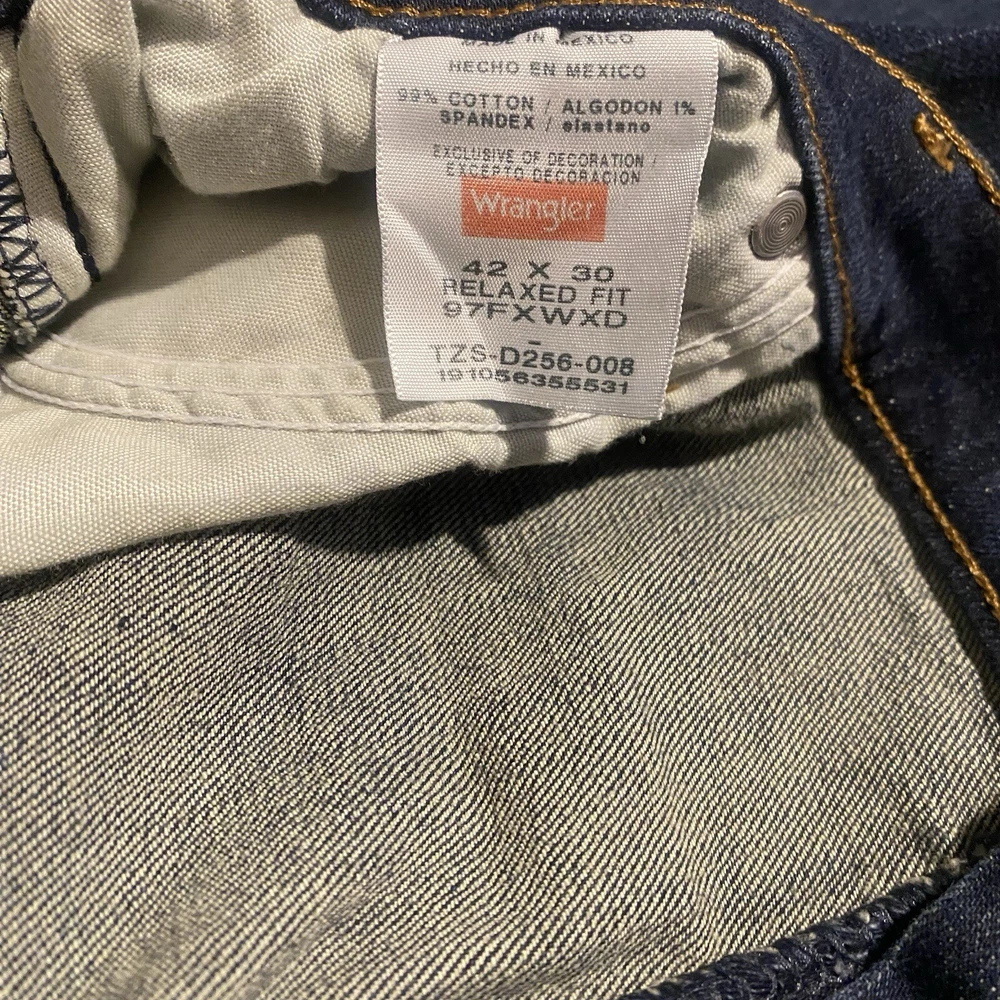 MADE IN MEXICO
HECHO EN MEXICO
99% COTTON / ALGODON 1%
SPANDEX / elastano
EXCLUSIVE OF DECORATION /
EXCEPTO DECORACION
Wrangler
42 X 30
RELAXED FIT
97FXWXD
-
TZS-D256-008
191056355531